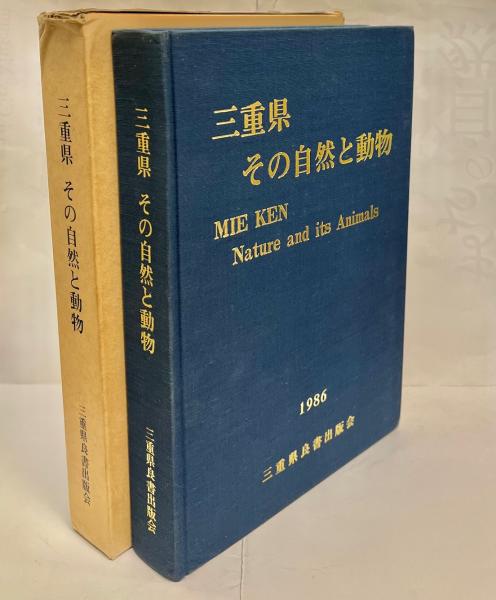 三重県 その自然と動物
三重県良書出版会
三重県 その自然と動物
三重県良書出版会
三重県
その自然と動物
MIE KEN
Nature and its Animals
1986
三重県良書出版会